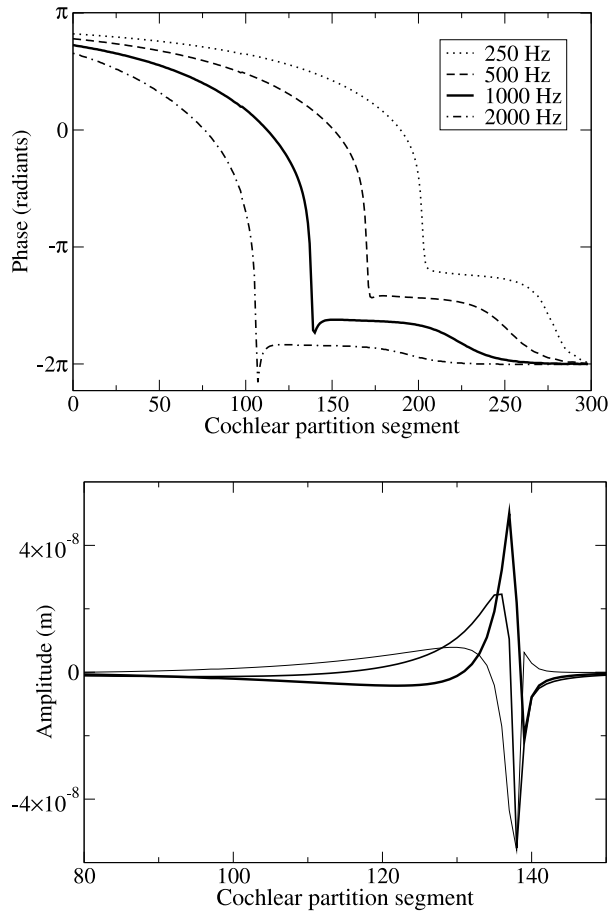 π
0
-π
-2π
Phase (radiants)
250 Hz
500 Hz
1000 Hz
2000 Hz
0 50 100 150 200 250 300
Cochlear partition segment
4×10⁻⁸
0
-4×10⁻⁸
Amplitude (m)
80 100 120 140
Cochlear partition segment